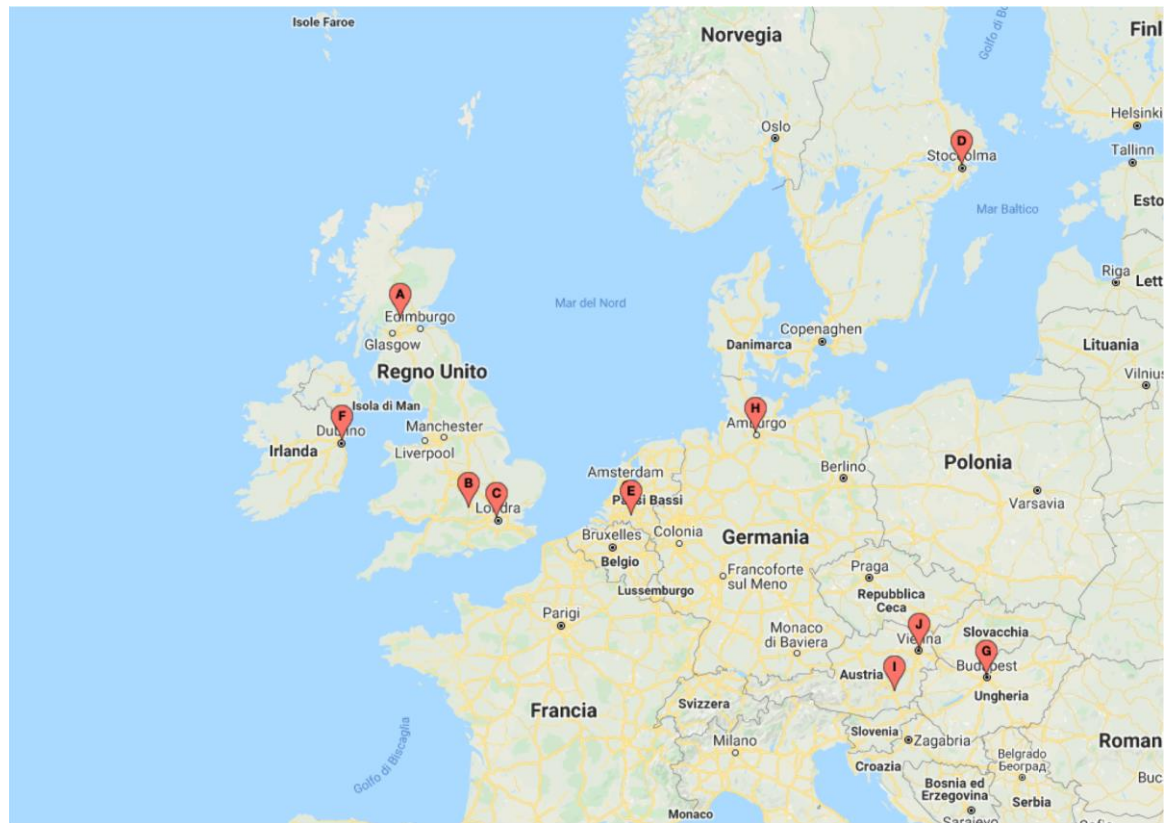 Isole Faroe
Norvegia
Golfo di Bo
Finl
Oslo
Helsinki
D
Stoccolma
Tallinn
Mar Baltico
Esto
Riga
Lett
A
Mar del Nord
Edimburgo
Glasgow
Copenaghen
Danimarca
Lituania
Regno Unito
Vilnius
Isola di Man
F
H
Dublino
Manchester
Amburgo
Irlanda
Liverpool
Polonia
Berlino
Amsterdam
B
C
E
Paesi Bassi
Londra
Varsavia
Bruxelles
Colonia
Germania
Belgio
Praga
Francoforte
sul Meno
Lussemburgo
Repubblica
Ceca
Parigi
Monaco
di Baviera
J
Vienna
Slovacchia
G
I
Austria
Budapest
Ungheria
Svizzera
Francia
Slovenia
Zagabria
Milano
Roman
Golfo di Biscaglia
Croazia
Belgrado
Београд
Bosnia ed
Erzegovina
Buc
Serbia
Monaco
Sarajevo